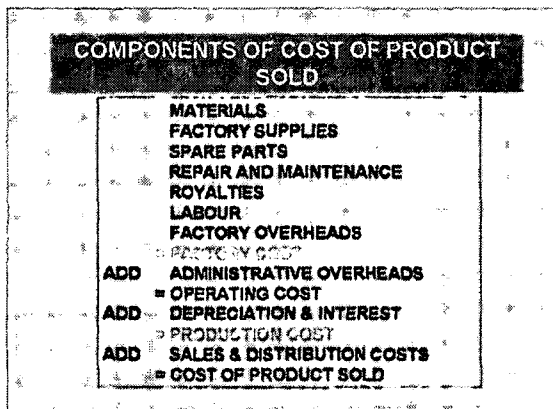 COMPONENTS OF COST OF PRODUCT
SOLD
MATERIALS
FACTORY SUPPLIES
SPARE PARTS
REPAIR AND MAINTENANCE
ROYALTIES
LABOUR
FACTORY OVERHEADS
= FACTORY COST
ADD ADMINISTRATIVE OVERHEADS
= OPERATING COST
ADD DEPRECIATION & INTEREST
= PRODUCTION COST
ADD SALES & DISTRIBUTION COSTS
= COST OF PRODUCT SOLD